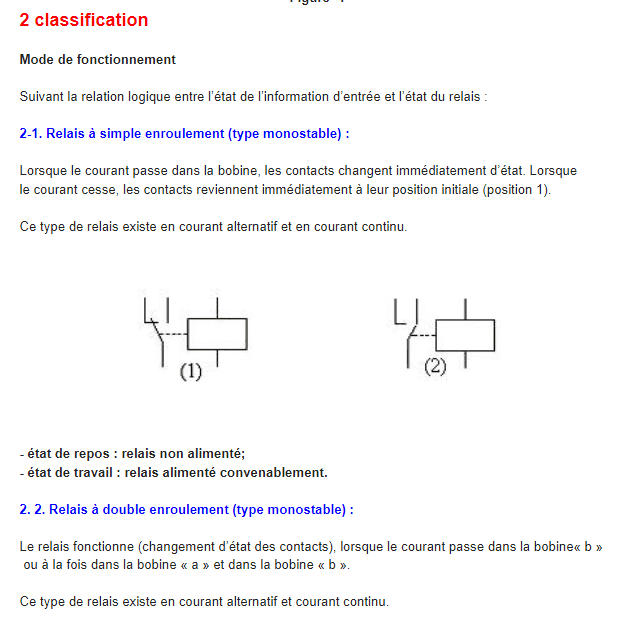 2 classification
Mode de fonctionnement
Suivant la relation logique entre l'état de l'information d'entrée et l'état du relais :
2-1. Relais à simple enroulement (type monostable) :
Lorsque le courant passe dans la bobine, les contacts changent immédiatement d'état. Lorsque
le courant cesse, les contacts reviennent immédiatement à leur position initiale (position 1).
Ce type de relais existe en courant alternatif et en courant continu.
(1)
(2)
- état de repos : relais non alimenté;
- état de travail : relais alimenté convenablement.
2. 2. Relais à double enroulement (type monostable) :
Le relais fonctionne (changement d'état des contacts), lorsque le courant passe dans la bobine« b »
ou à la fois dans la bobine « a » et dans la bobine « b ».
Ce type de relais existe en courant alternatif et courant continu.